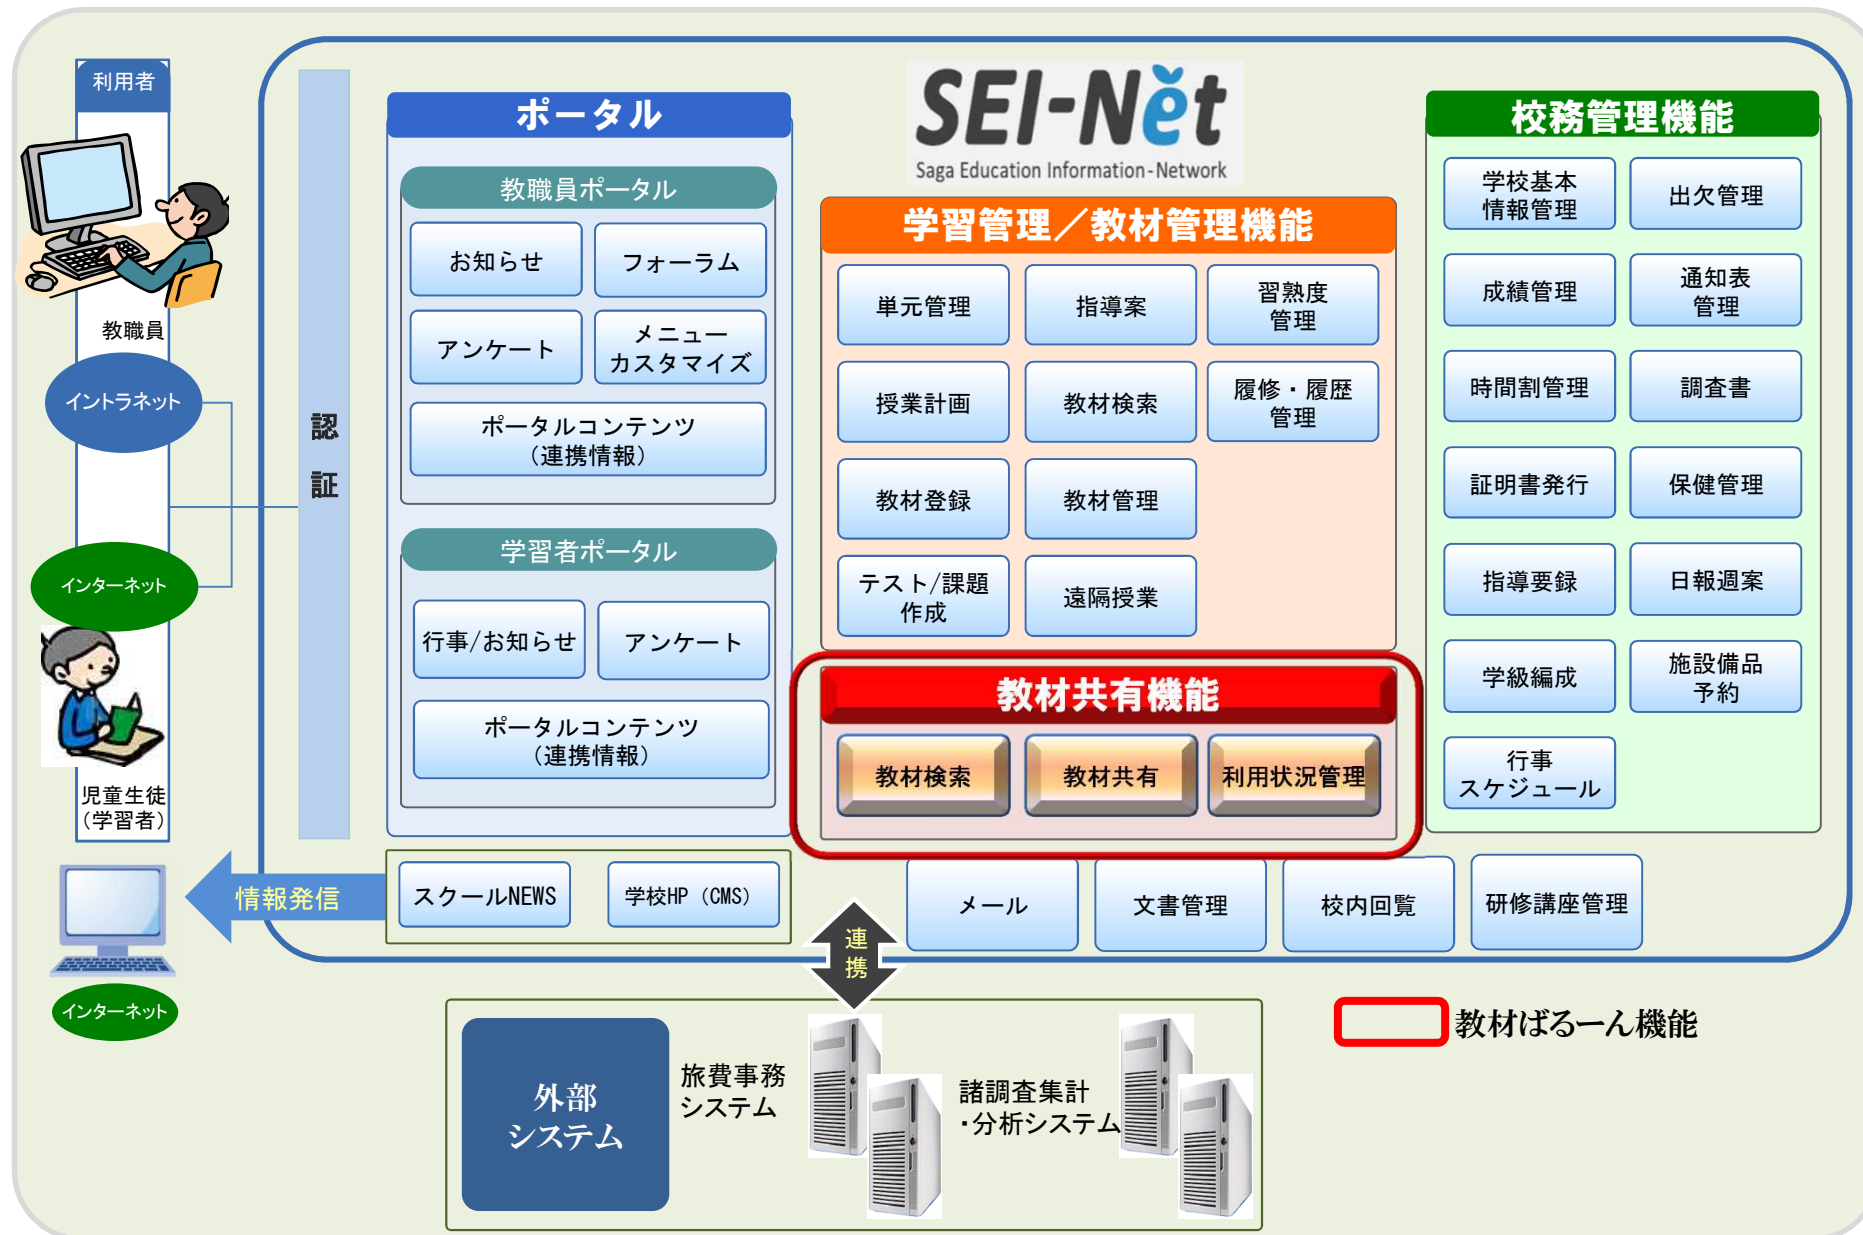 利用者
教職員
イントラネット
インターネット
児童生徒
（学習者）
インターネット
認
証
ポータル
教職員ポータル
お知らせ
フォーラム
アンケート
メニュー
カスタマイズ
ポータルコンテンツ
（連携情報）
学習者ポータル
行事/お知らせ
アンケート
ポータルコンテンツ
（連携情報）
情報発信
スクールNEWS
学校HP（CMS）
SEI-Net
Saga Education Information-Network
学習管理／教材管理機能
単元管理
指導案
習熟度
管理
授業計画
教材検索
履修・履歴
管理
教材登録
教材管理
テスト/課題
作成
遠隔授業
教材共有機能
教材検索
教材共有
利用状況管理
校務管理機能
学校基本
情報管理
出欠管理
成績管理
通知表
管理
時間割管理
調査書
証明書発行
保健管理
指導要録
日報週案
学級編成
施設備品
予約
行事
スケジュール
メール
文書管理
校内回覧
研修講座管理
連
携
外部
システム
旅費事務
システム
諸調査集計
・分析システム
教材ばるーん機能